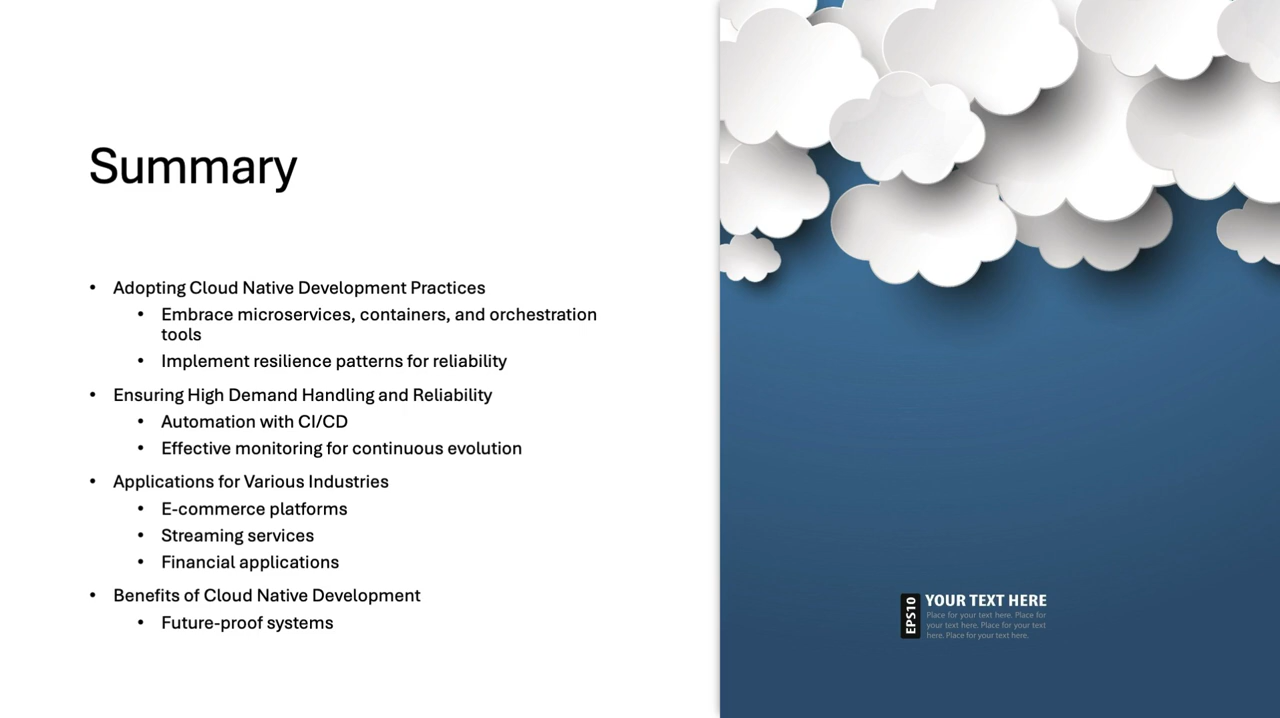 Summary
• Adopting Cloud Native Development Practices
• Embrace microservices, containers, and orchestration
tools
• Implement resilience patterns for reliability
• Ensuring High Demand Handling and Reliability
• Automation with CI/CD
• Effective monitoring for continuous evolution
• Applications for Various Industries
• E-commerce platforms
• Streaming services
• Financial applications
• Benefits of Cloud Native Development
• Future-proof systems
EPS10
YOUR TEXT HERE
Place for your text here. Place for
your text here. Place for your text
here. Place for your text here.